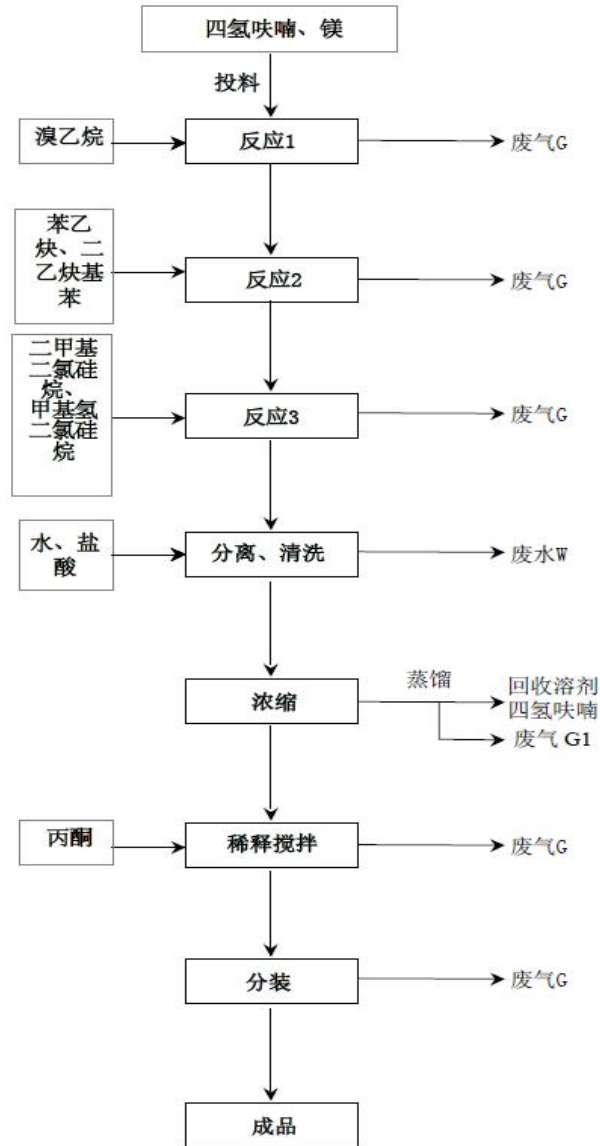 四氢呋喃、镁
投料
溴乙烷
反应1
废气G
苯乙
炔、二
乙炔基
苯
反应2
废气G
二甲基
二氯硅
烷、
甲基氢
二氯硅
烷
反应3
废气G
水、盐
酸
分离、清洗
废水W
浓缩
蒸馏
回收溶剂
四氢呋喃
废气 G1
丙酮
稀释搅拌
废气G
分装
废气G
成品